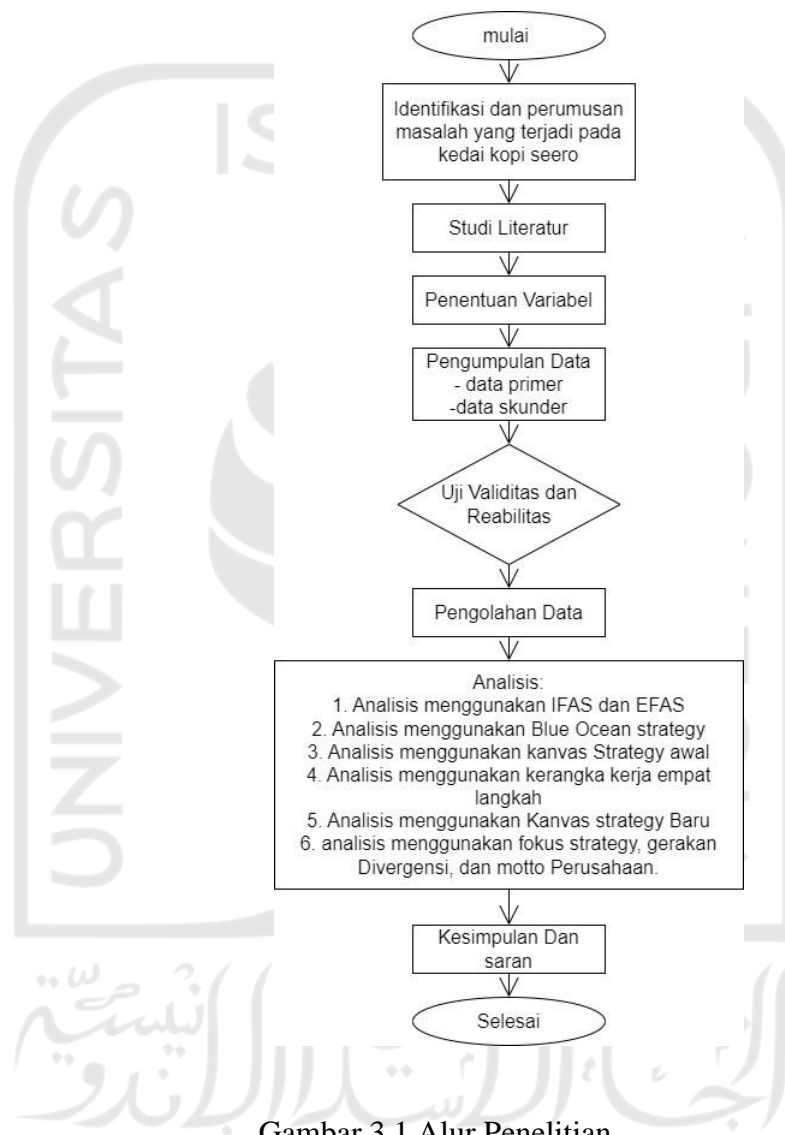 mulai
Identifikasi dan perumusan
masalah yang terjadi pada
kedai kopi seero
Studi Literatur
Penentuan Variabel
Pengumpulan Data
- data primer
-data skunder
Uji Validitas dan
Reabilitas
Pengolahan Data
Analisis:
1. Analisis menggunakan IFAS dan EFAS
2. Analisis menggunakan Blue Ocean strategy
3. Analisis menggunakan kanvas Strategy awal
4. Analisis menggunakan kerangka kerja empat
langkah
5. Analisis menggunakan Kanvas strategy Baru
6. analisis menggunakan fokus strategy, gerakan
Divergensi, dan motto Perusahaan.
Kesimpulan Dan
saran
Selesai
Gambar 3.1 Alur Penelitian
UNIVERSITAS
IS